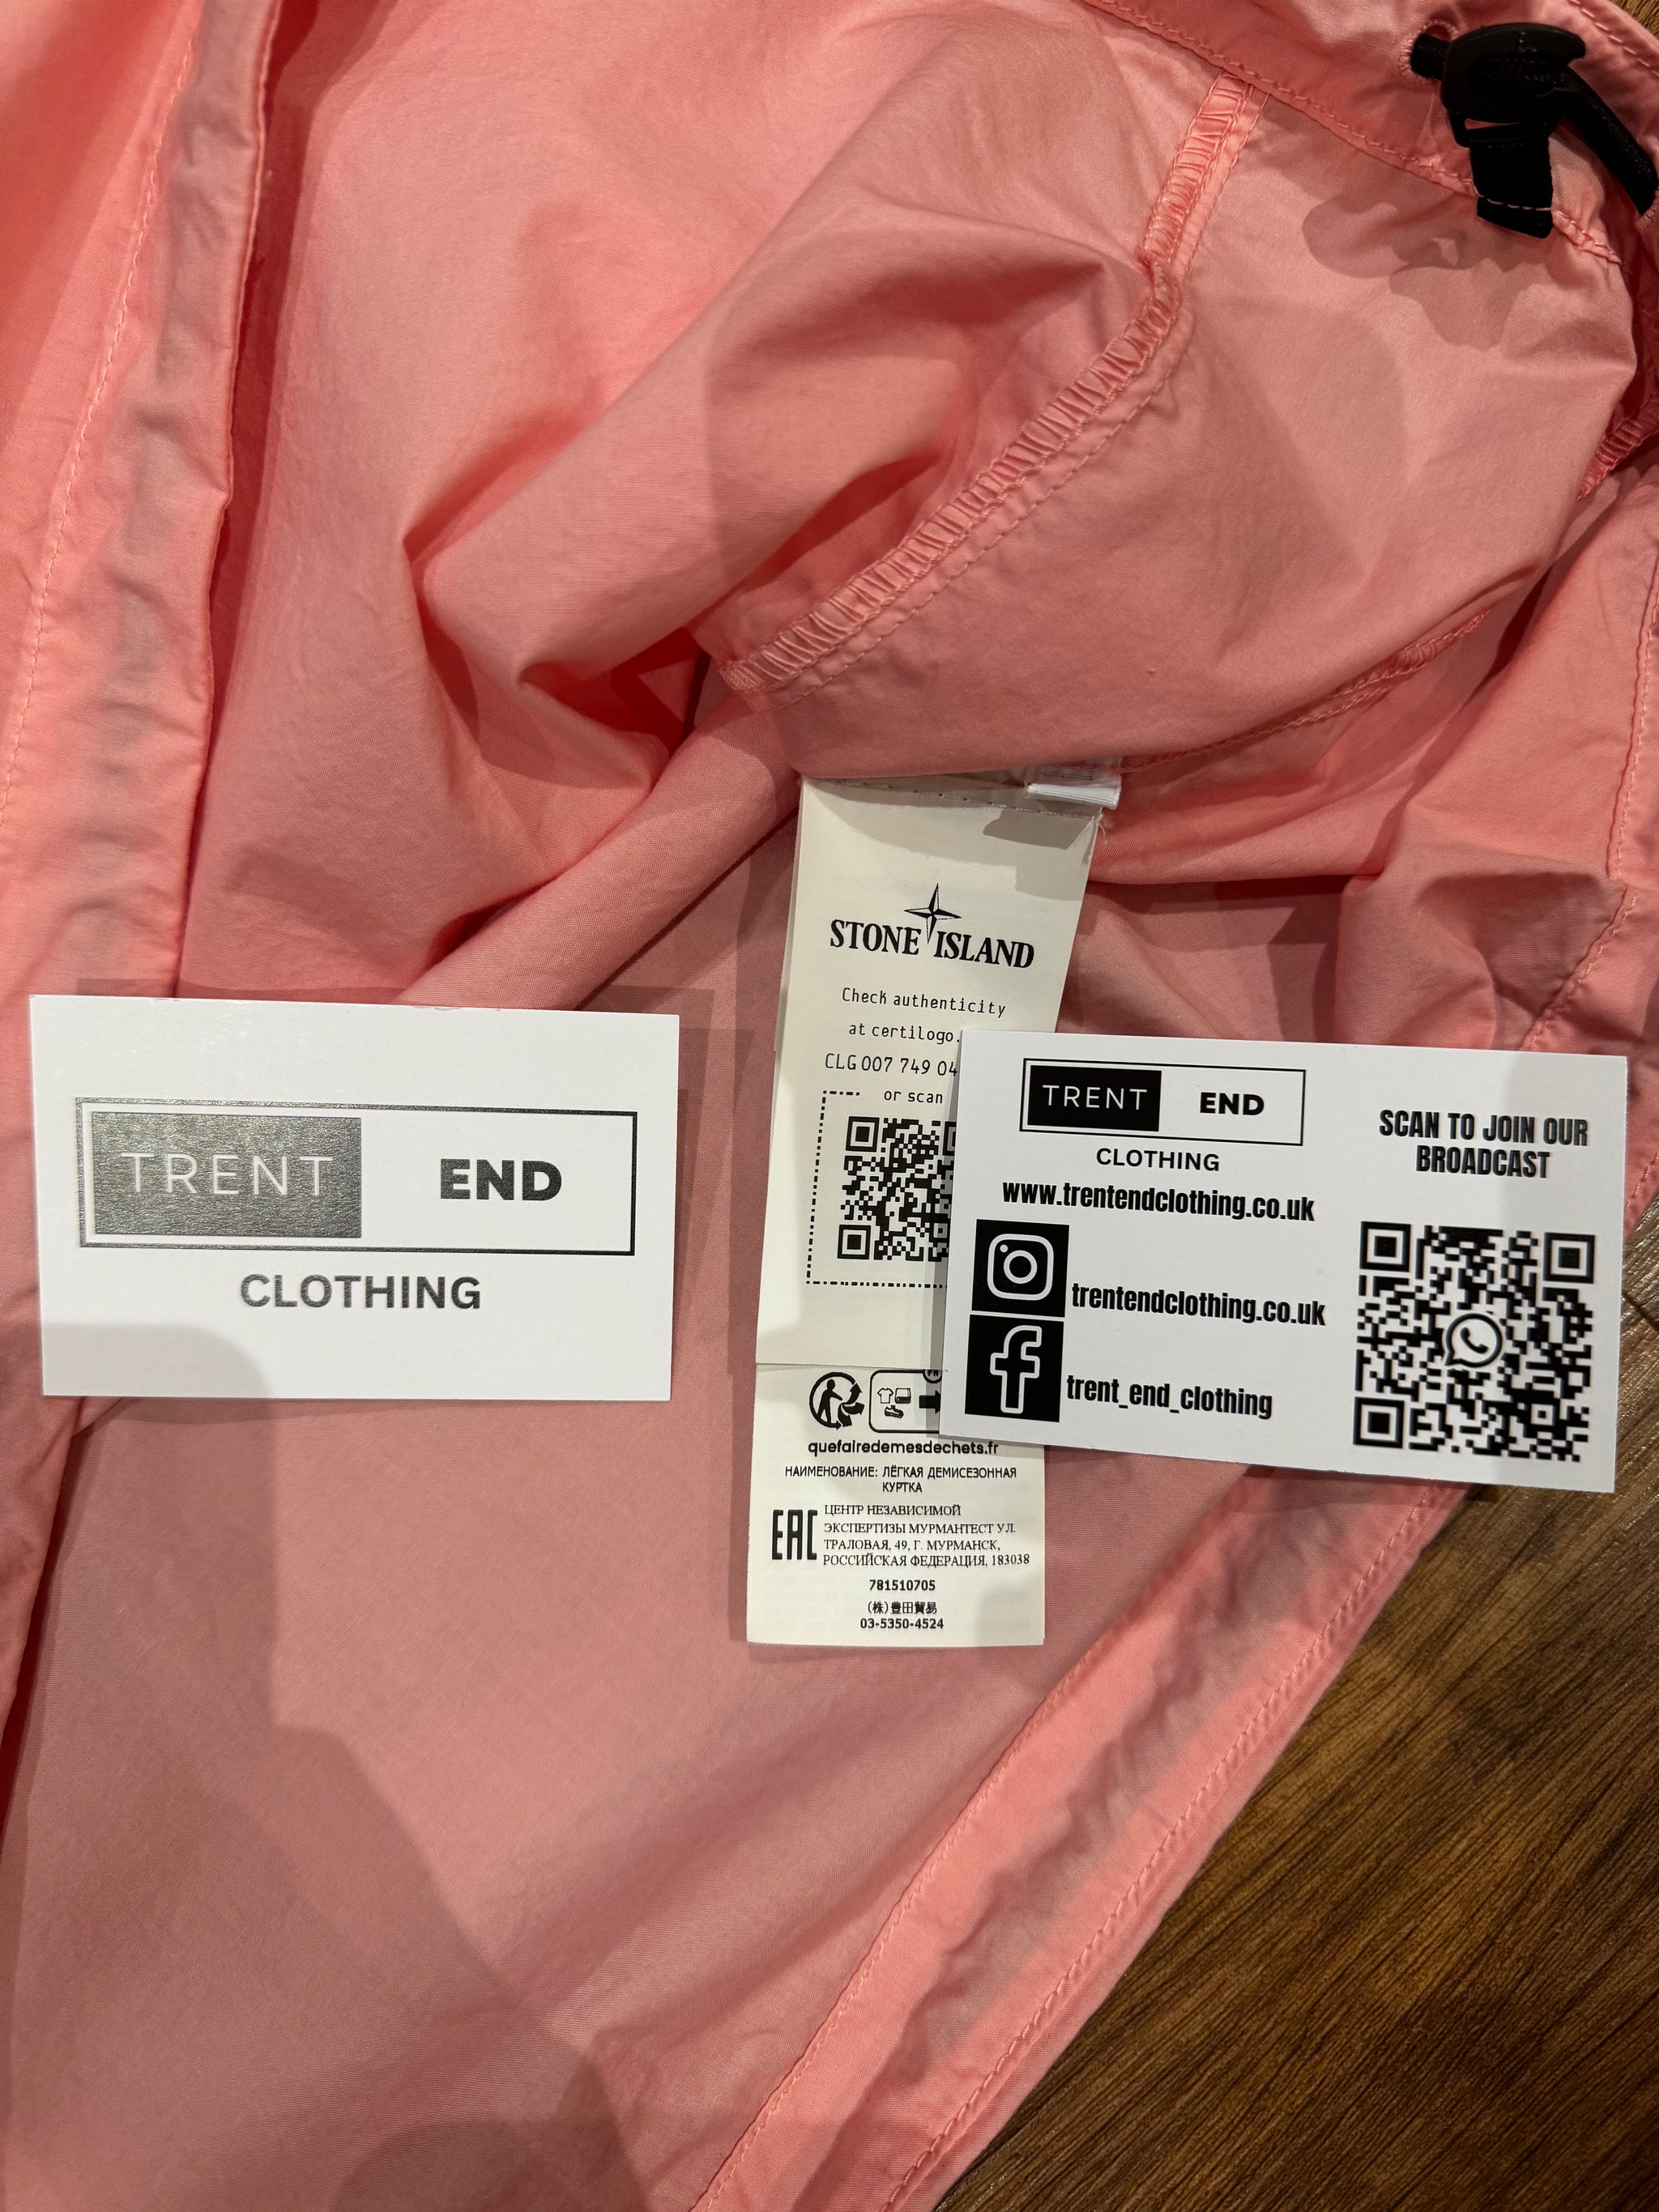 TRENT END
CLOTHING
STONE ISLAND
Check authenticity
at certilogo.
CLG 007 749 04
or scan
TRENT END
CLOTHING
www.trentendclothing.co.uk
trentendclothing.co.uk
trent_end_clothing
SCAN TO JOIN OUR
BROADCAST
quefairedemesdechets.fr
НАИМЕНОВАНИЕ: ЛЁГКАЯ ДЕМИСЕЗОННАЯ
КУРТКА
EAC
ЦЕНТР НЕЗАВИСИМОЙ
ЭКСПЕРТИЗЫ МУРМАНТЕСТ УЛ.
ТРАЛОВАЯ, 49, Г. МУРМАНСК,
РОССИЙСКАЯ ФЕДЕРАЦИЯ, 183038
781510705
(株)豊田貿易
03-5350-4524